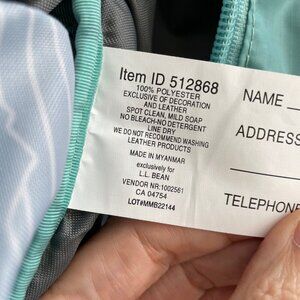 Item ID 512868
100% POLYESTER
EXCLUSIVE OF DECORATION
AND LEATHER
SPOT CLEAN, MILD SOAP
NO BLEACH-NO DETERGENT
LINE DRY
WE DO NOT RECOMMEND WASHING
LEATHER PRODUCTS
MADE IN MYANMAR
exclusively for
L.L. BEAN
VENDOR NR:1002561
CA 04754
LOT#MMB22144
NAME
ADDRESS
TELEPHON